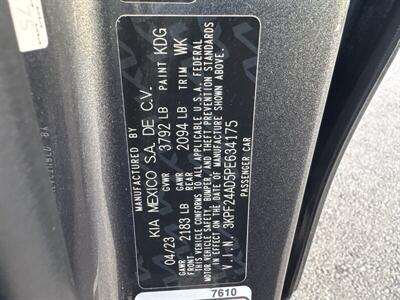 MANUFACTURED BY
KIA MEXICO S.A. DE C.V.
04/23 GVWR 3792 LB PAINT KDG
GAWR FRONT 2183 LB GAWR REAR 2094 LB TRIM WK
THIS VEHICLE CONFORMS TO ALL APPLICABLE U.S.A. FEDERAL
MOTOR VEHICLE SAFETY, BUMPER, AND THEFT PREVENTION STANDARDS
IN EFFECT ON THE DATE OF MANUFACTURE SHOWN ABOVE.
V.I.N. 3KPF24AD5PE634175
PASSENGER CAR
7610